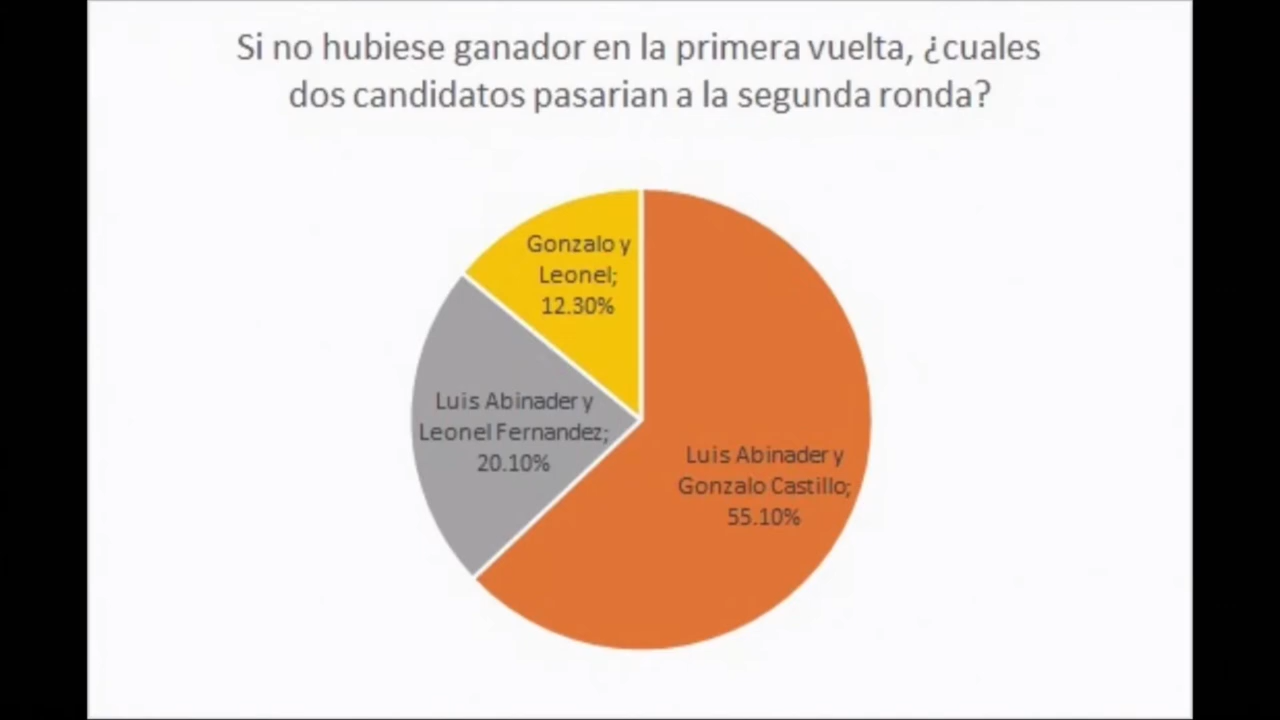 Si no hubiese ganador en la primera vuelta, ¿cuales
dos candidatos pasarian a la segunda ronda?
Gonzalo y
Leonel;
12.30%
Luis Abinader y
Leonel Fernandez;
20.10%
Luis Abinader y
Gonzalo Castillo;
55.10%